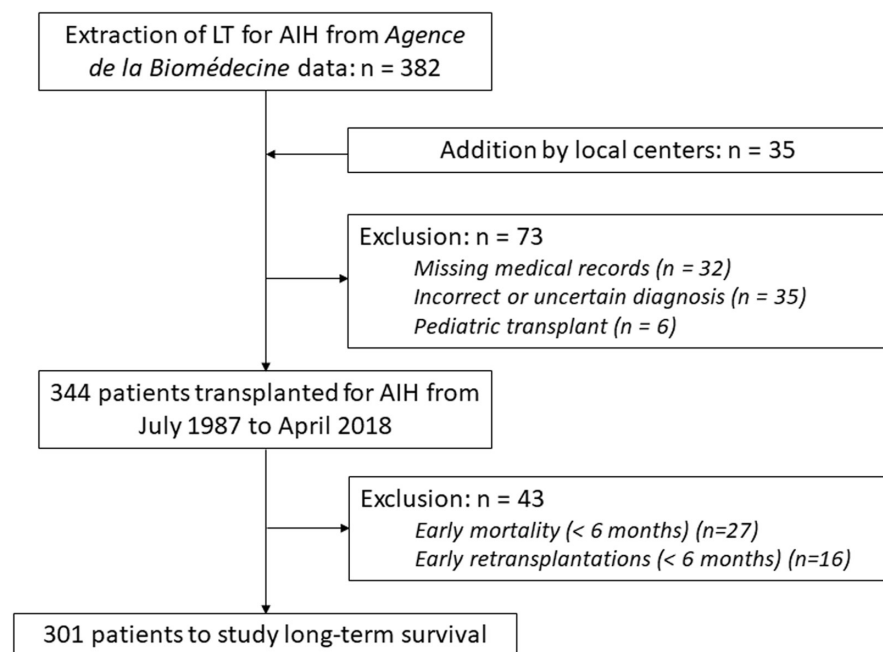 Extraction of LT for AIH from Agence
de la Biomédecine data: n = 382
Addition by local centers: n = 35
Exclusion: n = 73
Missing medical records (n = 32)
Incorrect or uncertain diagnosis (n = 35)
Pediatric transplant (n = 6)
344 patients transplanted for AIH from
July 1987 to April 2018
Exclusion: n = 43
Early mortality (< 6 months) (n=27)
Early retransplantations (< 6 months) (n=16)
301 patients to study long-term survival